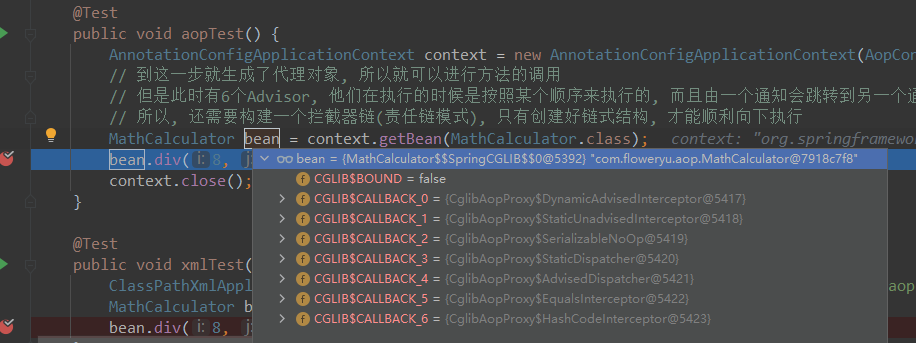 @Test
public void aopTest() {
AnnotationConfigApplicationContext context = new AnnotationConfigApplicationContext(AopCon
// 到这一步就生成了代理对象, 所以就可以进行方法的调用
// 但是此时有6个Advisor, 他们在执行的时候是按照某个顺序来执行的, 而且由一个通知会跳转到另一个通
// 所以, 还需要构建一个拦截器链(责任链模式), 只有创建好链式结构, 才能顺利向下执行
MathCalculator bean = context.getBean(MathCalculator.class); context: "org.springframewo
bean.div( i: 8,
bean = {MathCalculator$$SpringCGLIB$$0@5392} "com.floweryu.aop.MathCalculator@7918c7f8"
context.close();
CGLIB$BOUND = false
}
CGLIB$CALLBACK_0 = {CglibAopProxy$DynamicAdvisedInterceptor@5417}
CGLIB$CALLBACK_1 = {CglibAopProxy$StaticUnadvisedInterceptor@5418}
@Test
CGLIB$CALLBACK_2 = {CglibAopProxy$SerializableNoOp@5419}
public void xmlTest(
CGLIB$CALLBACK_3 = {CglibAopProxy$StaticDispatcher@5420}
ClassPathXmlAppl
CGLIB$CALLBACK_4 = {CglibAopProxy$AdvisedDispatcher@5421}
aop
MathCalculator b
CGLIB$CALLBACK_5 = {CglibAopProxy$EqualsInterceptor@5422}
bean.div( i: 8,
CGLIB$CALLBACK_6 = {CglibAopProxy$HashCodeInterceptor@5423}